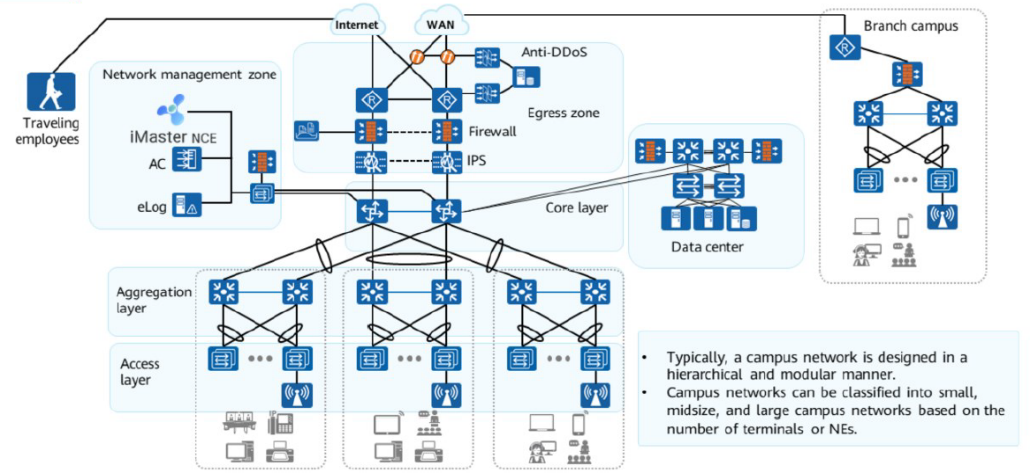 Internet
WAN
Branch campus
Anti-DDoS
Network management zone
R
R
R
Egress zone
Traveling
employees
iMaster NCE
Firewall
AC
IPS
eLog
Core layer
Data center
Aggregation
layer
Access
layer
• Typically, a campus network is designed in a
hierarchical and modular manner.
• Campus networks can be classified into small,
midsize, and large campus networks based on the
number of terminals or NEs.